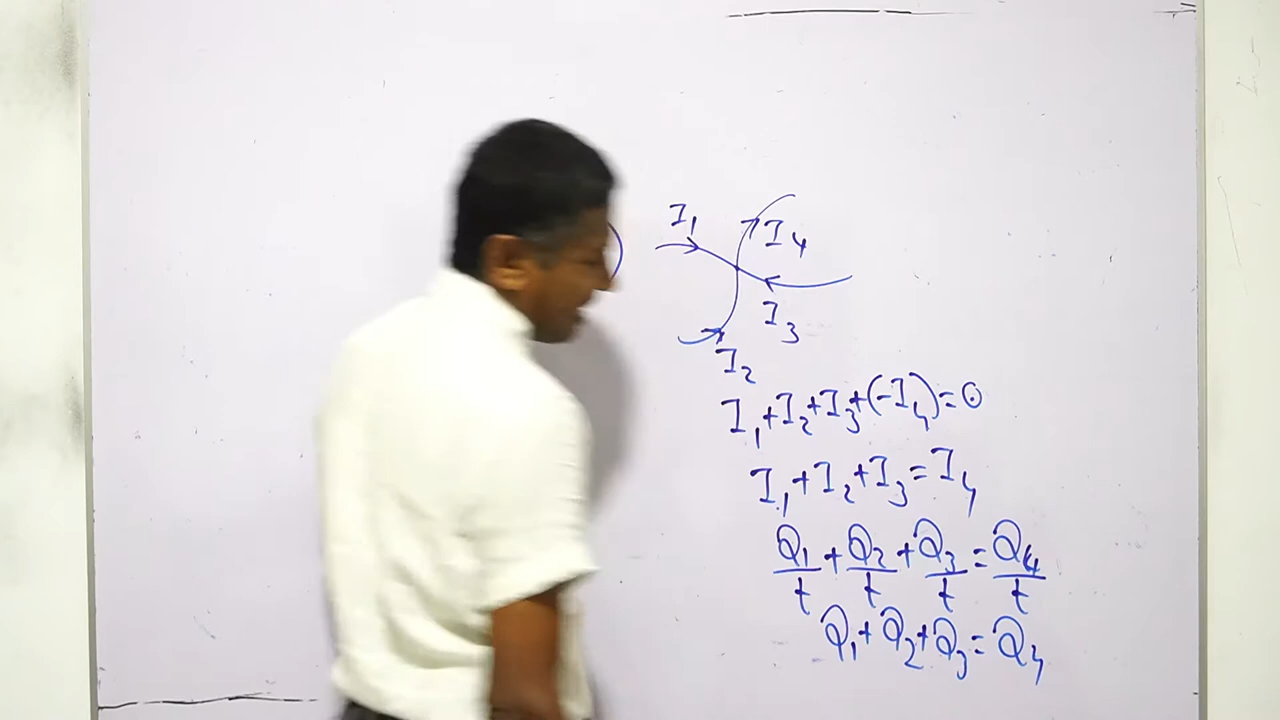 I₁
I₄
I₃
I₂
I₁+I₂+I₃+(-I₄)=0
I₁+I₂+I₃=I₄
Q₁/t + Q₂/t + Q₃/t = Q₄/t
Q₁+Q₂+Q₃=Q₄